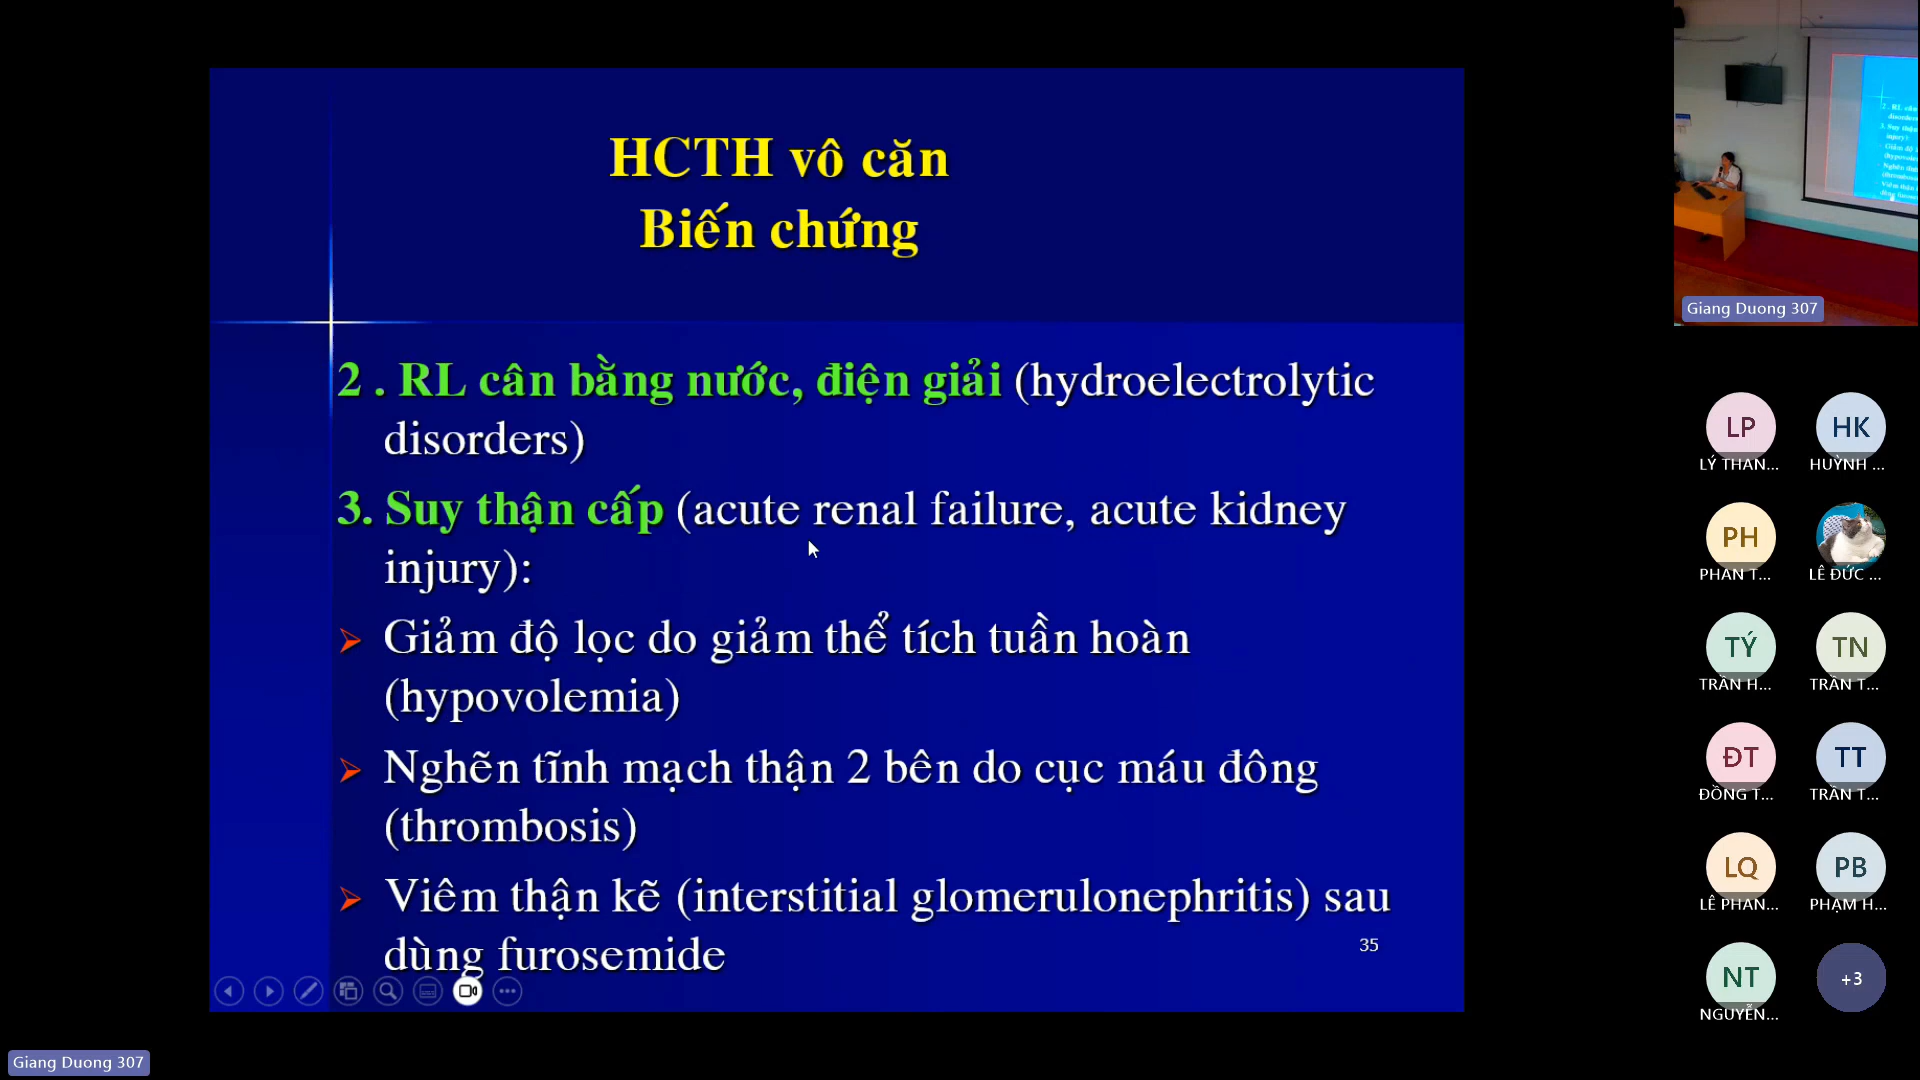 HCTH vô căn
Biến chứng
2 . RL cân bằng nước, điện giải (hydroelectrolytic
disorders)
3. Suy thận cấp (acute renal failure, acute kidney
injury):
Giảm độ lọc do giảm thể tích tuần hoàn
(hypovolemia)
Nghẽn tĩnh mạch thận 2 bên do cục máu đông
(thrombosis)
Viêm thận kẽ (interstitial glomerulonephritis) sau
dùng furosemide
35
Giang Duong 307
Giang Duong 307
LP
LÝ THAN...
HK
HUỲNH ...
PH
PHAN T...
LÊ ĐỨC ...
TÝ
TRẦN H...
TN
TRẦN T...
ĐT
ĐỒNG T...
TT
TRẦN T...
LQ
LÊ PHAN...
PB
PHẠM H...
NT
NGUYỄN...
+3